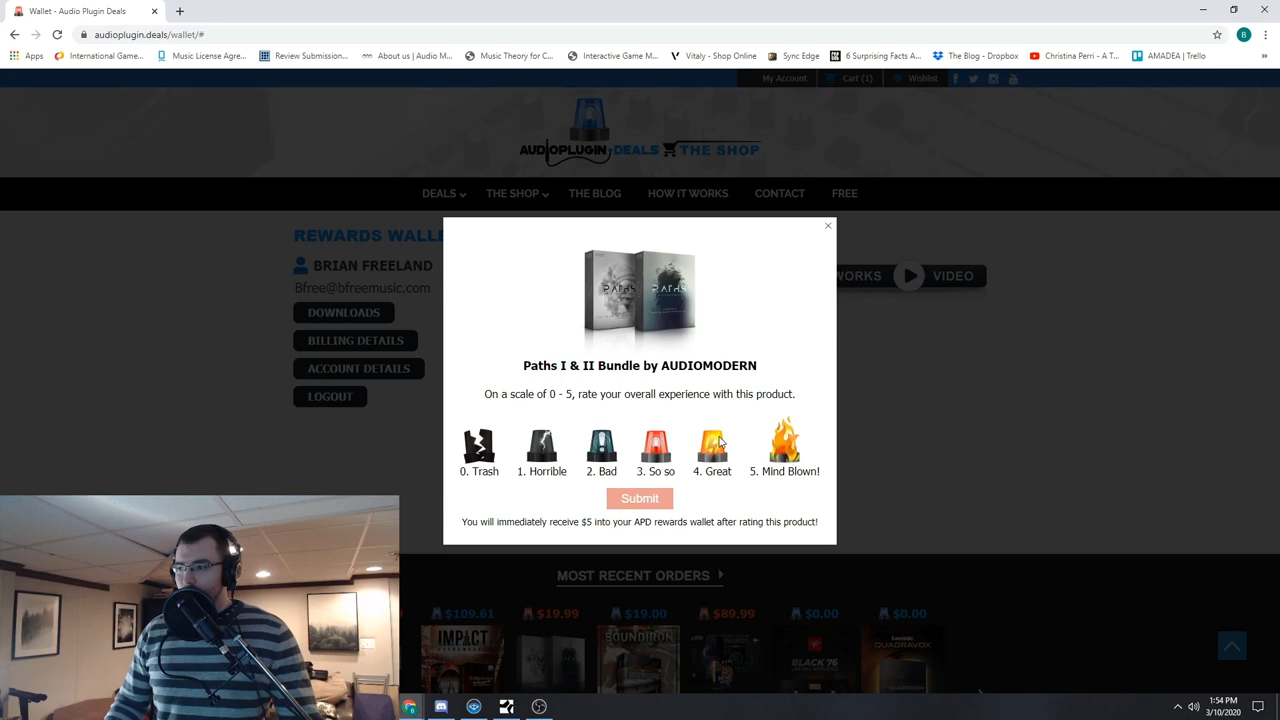 Wallet - Audio Plugin Deals
audioplugin.deals/wallet/#
B
Apps
International Game...
Music License Agre...
Review Submission...
About us | Audio M...
Music Theory for C...
Interactive Game M...
Vitaly - Shop Online
Sync Edge
6 Surprising Facts A...
The Blog - Dropbox
Christina Perri - A T...
AMADEA | Trello
My Account
Cart (1)
Wishlist
AUDIOPLUGIN.DEALS THE SHOP
DEALS
THE SHOP
THE BLOG
HOW IT WORKS
CONTACT
FREE
REWARDS WALLE
BRIAN FREELAND
Bfree@bfreemusic.com
DOWNLOADS
BILLING DETAILS
ACCOUNT DETAILS
LOGOUT
WORKS
VIDEO
PATHS
PATHS
Paths I & II Bundle by AUDIOMODERN
On a scale of 0 - 5, rate your overall experience with this product.
0. Trash
1. Horrible
2. Bad
3. So so
4. Great
5. Mind Blown!
Submit
You will immediately receive $5 into your APD rewards wallet after rating this product!
MOST RECENT ORDERS
$109.61
$19.99
$19.00
$89.99
$0.00
$0.00
IMPACT
SOUNDIRON
BLACK 76
QUADRAVOX
1:54 PM
3/10/2020